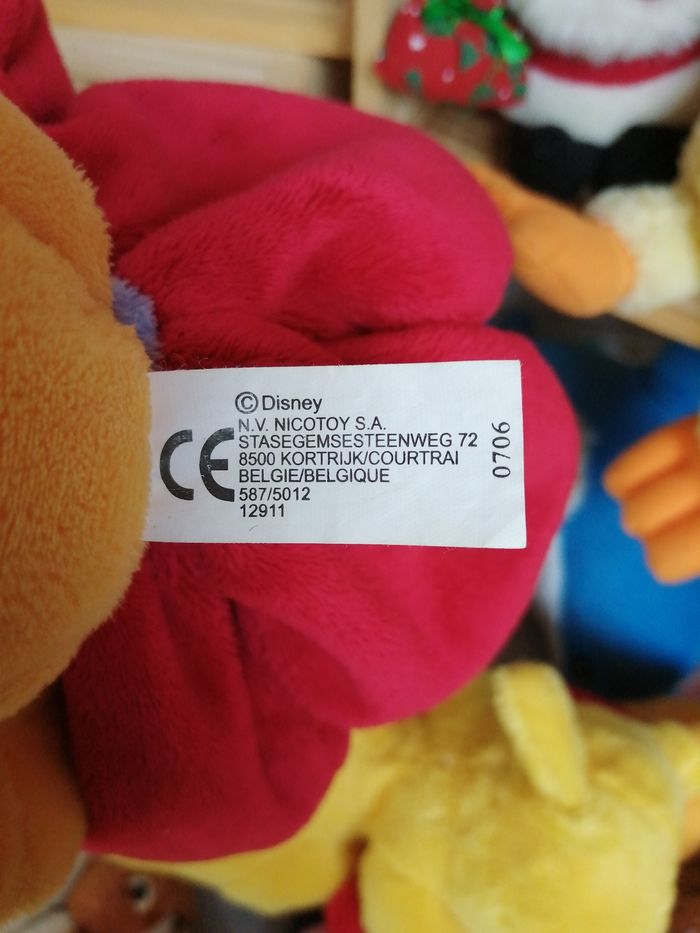 © Disney
N.V. NICOTOY S.A.
STASEGEMSESTEENWEG 72
8500 KORTRIJK/COURTRAI
BELGIE/BELGIQUE
587/5012
12911
CE
0706